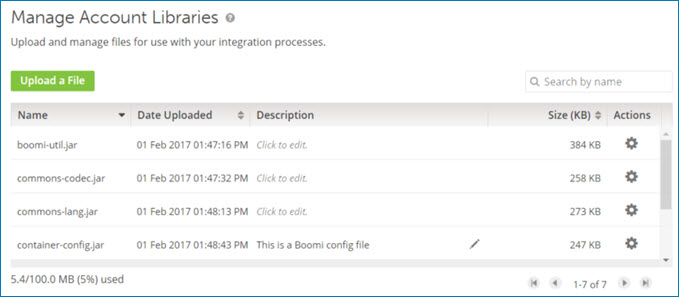 Manage Account Libraries ?
Upload and manage files for use with your integration processes.
Upload a File
Search by name
Name Date Uploaded Description Size (KB) Actions
boomi-util.jar 01 Feb 2017 01:47:16 PM Click to edit. 384 KB
commons-codec.jar 01 Feb 2017 01:47:32 PM Click to edit. 258 KB
commons-lang.jar 01 Feb 2017 01:48:13 PM Click to edit. 273 KB
container-config.jar 01 Feb 2017 01:48:43 PM This is a Boomi config file 247 KB
5.4/100.0 MB (5%) used 1-7 of 7